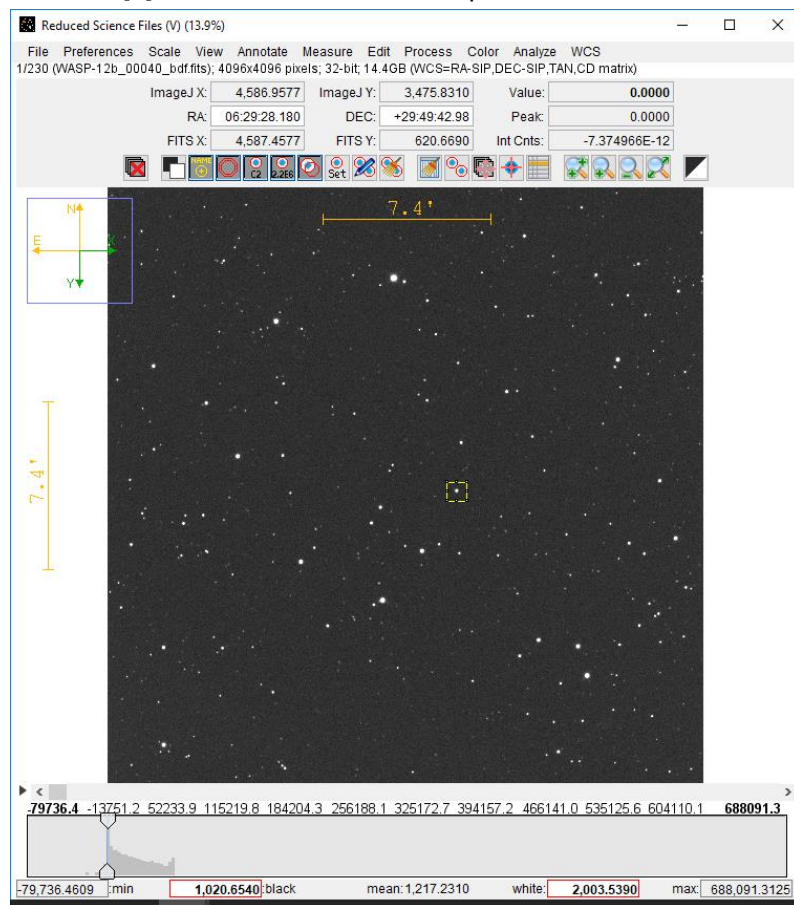 Reduced Science Files (V) (13.9%)
File Preferences Scale View Annotate Measure Edit Process Color Analyze WCS
1/230 (WASP-12b_00040_bdf.fits); 4096x4096 pixels; 32-bit; 14.4GB (WCS=RA-SIP,DEC-SIP,TAN,CD matrix)
ImageJ X: 4,586.9577 ImageJ Y: 3,475.8310 Value: 0.0000
RA: 06:29:28.180 DEC: +29:49:42.98 Peak: 0.0000
FITS X: 4,587.4577 FITS Y: 620.6690 Int Cnts: -7.374966E-12
NAME C2 2.2E6 Set
7.4'
N
E X
Y
7.4'
-79736.4 -13751.2 52233.9 115219.8 184204.3 256188.1 325172.7 394157.2 466141.0 535125.6 604110.1 688091.3
-79,736.4609 :min 1,020.6540 :black mean: 1,217.2310 white: 2,003.5390 max: 688,091.3125